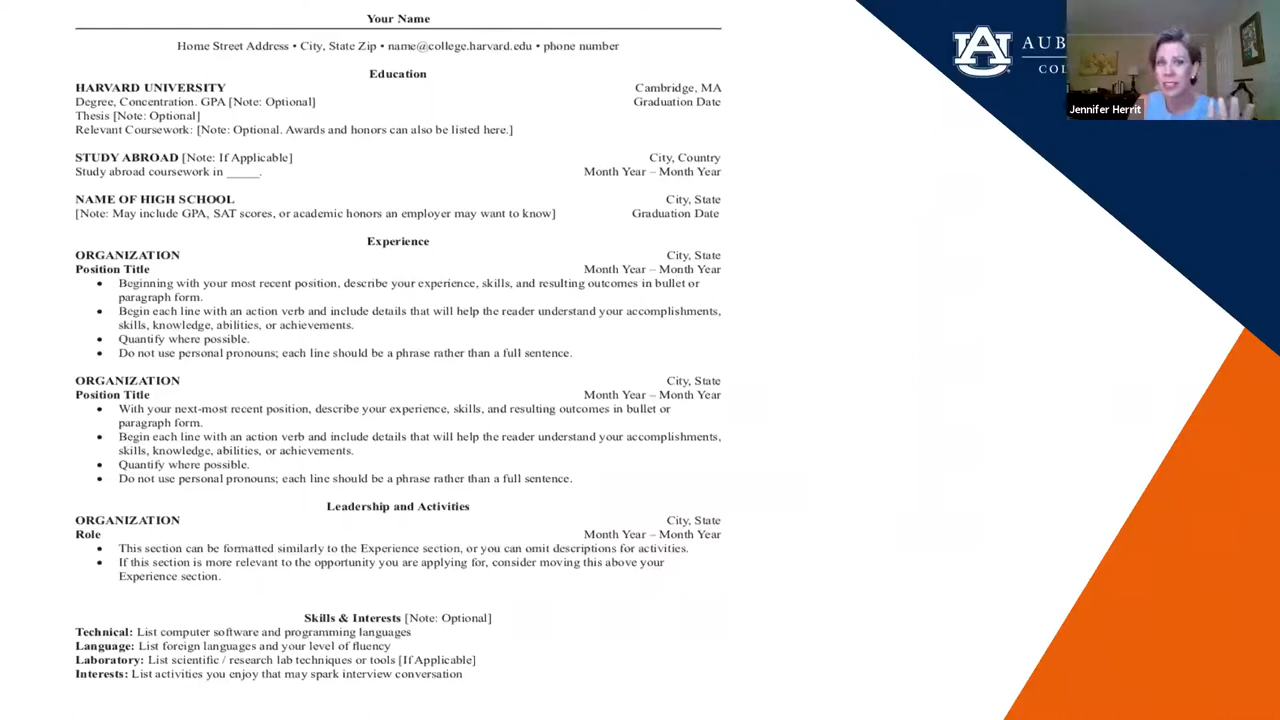 Your Name
Home Street Address • City, State Zip • name@college.harvard.edu • phone number
Education
HARVARD UNIVERSITY Cambridge, MA
Degree, Concentration. GPA [Note: Optional] Graduation Date
Thesis [Note: Optional]
Relevant Coursework: [Note: Optional. Awards and honors can also be listed here.]
STUDY ABROAD [Note: If Applicable] City, Country
Study abroad coursework in _____. Month Year – Month Year
NAME OF HIGH SCHOOL City, State
[Note: May include GPA, SAT scores, or academic honors an employer may want to know] Graduation Date
Experience
ORGANIZATION City, State
Position Title Month Year – Month Year
• Beginning with your most recent position, describe your experience, skills, and resulting outcomes in bullet or
paragraph form.
• Begin each line with an action verb and include details that will help the reader understand your accomplishments,
skills, knowledge, abilities, or achievements.
• Quantify where possible.
• Do not use personal pronouns; each line should be a phrase rather than a full sentence.
ORGANIZATION City, State
Position Title Month Year – Month Year
• With your next-most recent position, describe your experience, skills, and resulting outcomes in bullet or
paragraph form.
• Begin each line with an action verb and include details that will help the reader understand your accomplishments,
skills, knowledge, abilities, or achievements.
• Quantify where possible.
• Do not use personal pronouns; each line should be a phrase rather than a full sentence.
Leadership and Activities
ORGANIZATION City, State
Role Month Year – Month Year
• This section can be formatted similarly to the Experience section, or you can omit descriptions for activities.
• If this section is more relevant to the opportunity you are applying for, consider moving this above your
Experience section.
Skills & Interests [Note: Optional]
Technical: List computer software and programming languages
Language: List foreign languages and your level of fluency
Laboratory: List scientific / research lab techniques or tools [If Applicable]
Interests: List activities you enjoy that may spark interview conversation
AU
AUB
COL
Jennifer Herrit